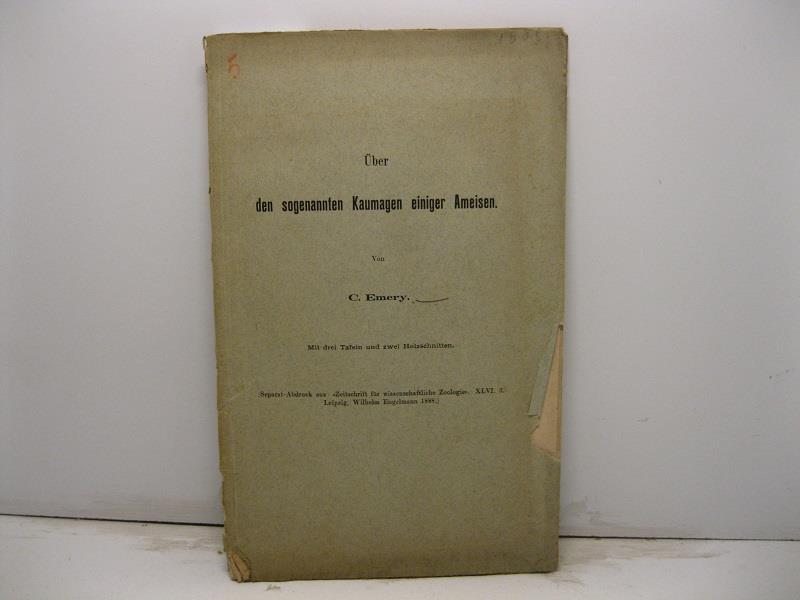 5
Über
den sogenannten Kaumagen einiger Ameisen.
Von
C. Emery.
Mit drei Tafeln und zwei Holzschnitten.
(Separat-Abdruck aus: »Zeitschrift für wissenschaftliche Zoologie«. XLVI. 3.
Leipzig, Wilhelm Engelmann 1888.)